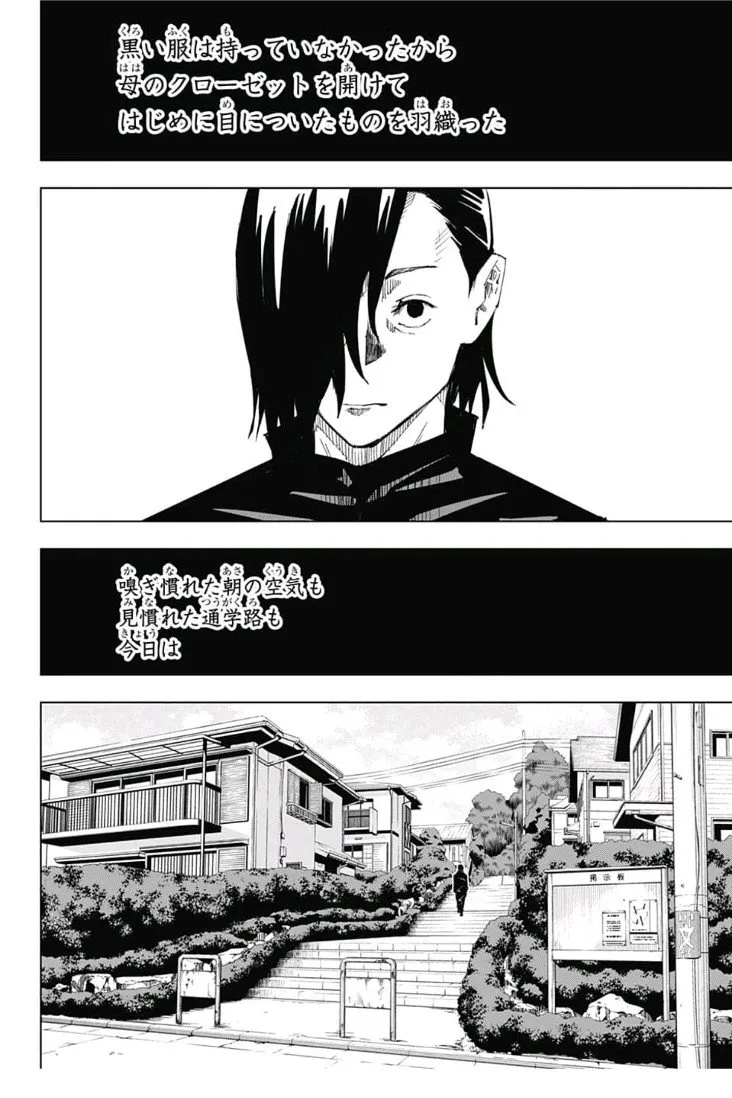 黒い服は持っていなかったから
母のクローゼットを開けて
はじめに目についたものを羽織った
嗅ぎ慣れた朝の空気も
見慣れた通学路も
今日は
掲示板
文